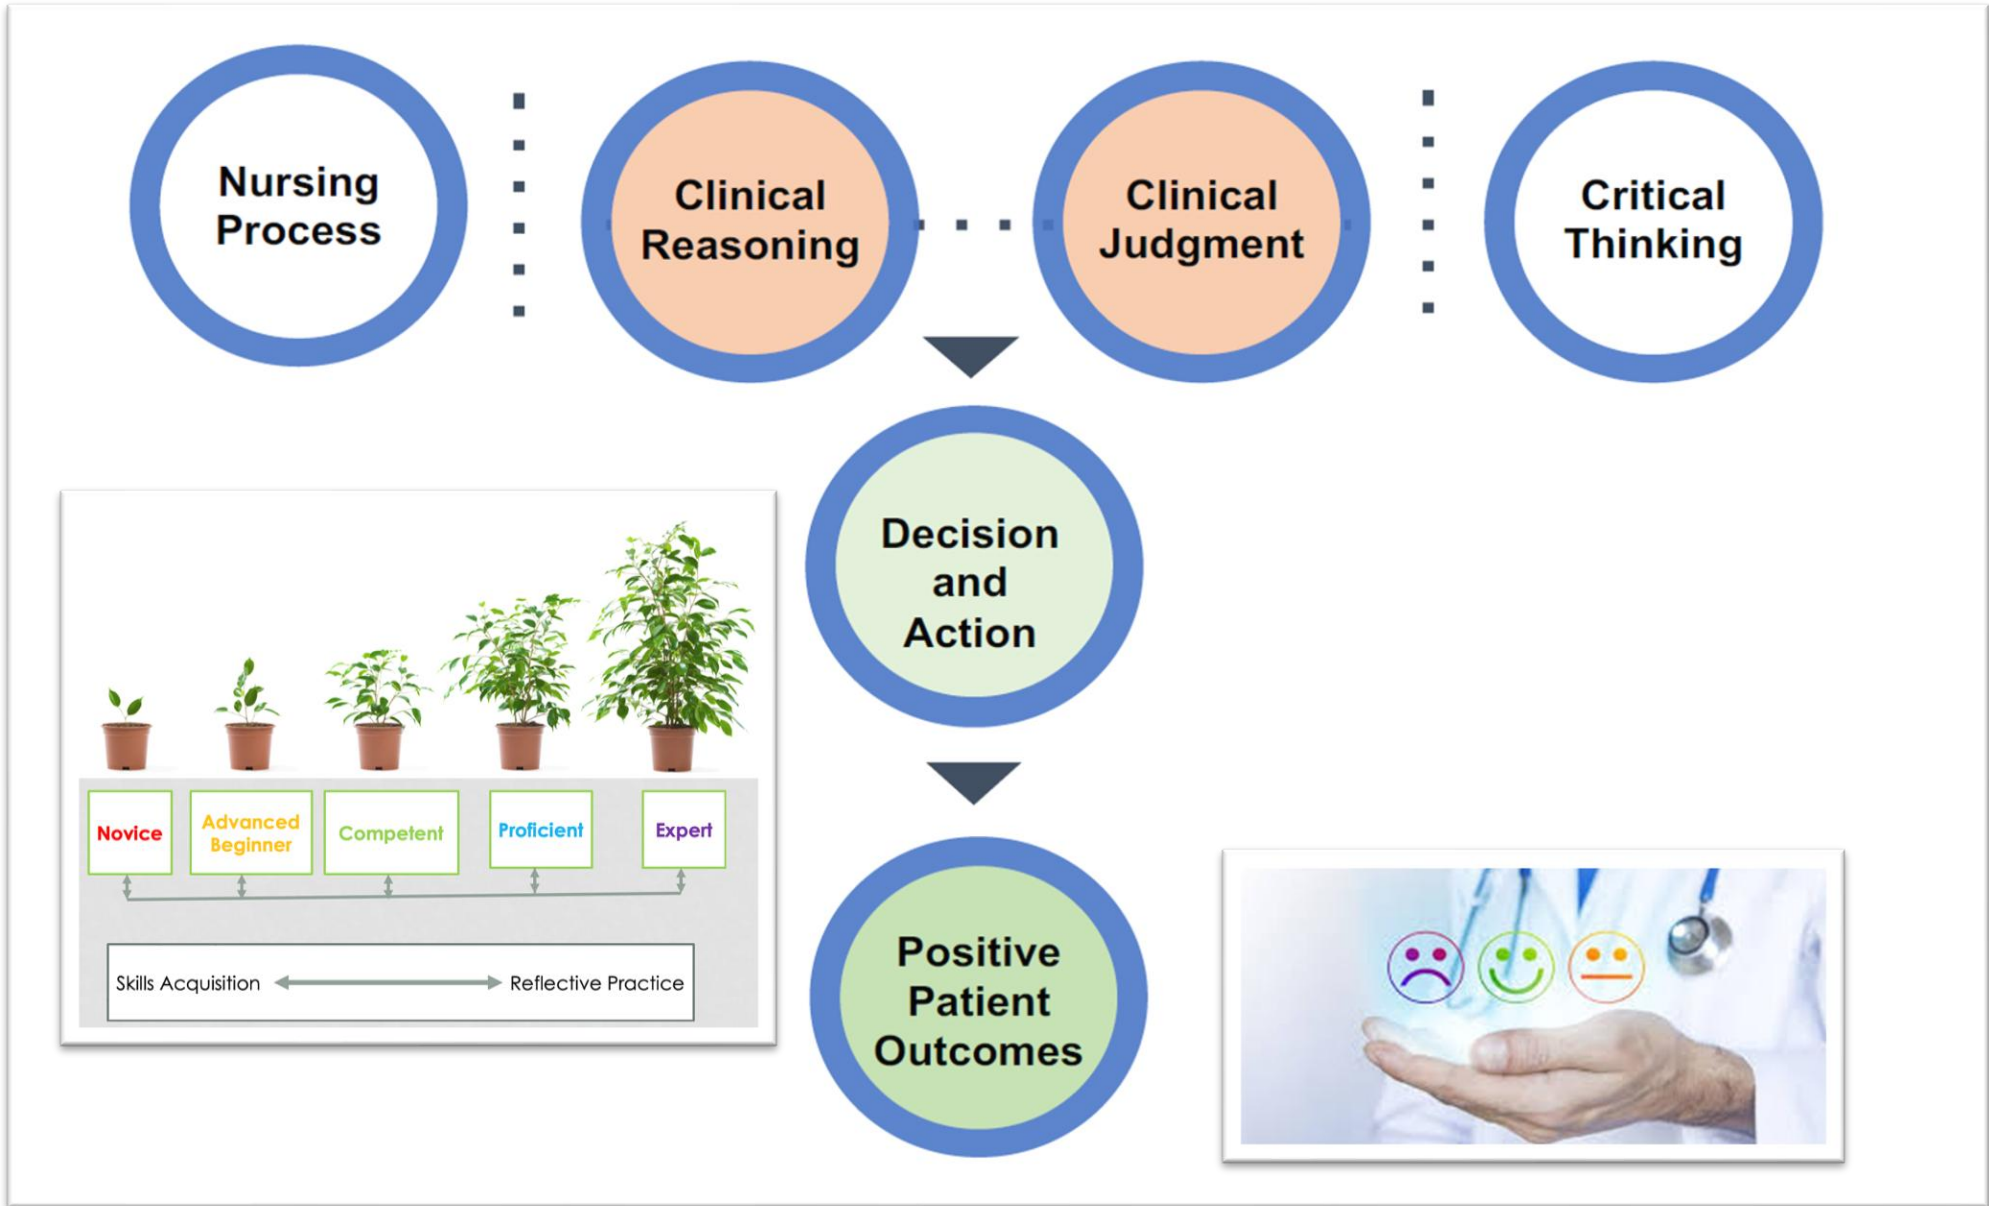 Nursing
Process
Clinical
Reasoning
Clinical
Judgment
Critical
Thinking
Decision
and
Action
Novice
Advanced
Beginner
Competent
Proficient
Expert
Skills Acquisition
Reflective Practice
Positive
Patient
Outcomes